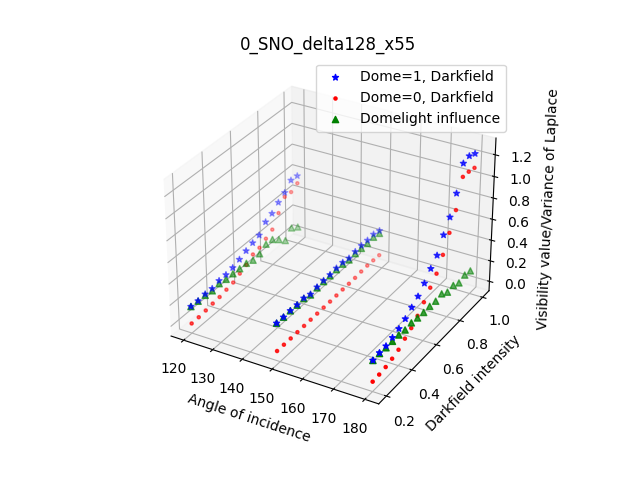 0_SNO_delta128_x55
Dome=1, Darkfield
Dome=0, Darkfield
Domelight influence
Visibility value/Variance of Laplace
1.2
1.0
0.8
0.6
0.4
0.2
0.0
Darkfield intensity
1.0
0.8
0.6
0.4
0.2
Angle of incidence
120
130
140
150
160
170
180